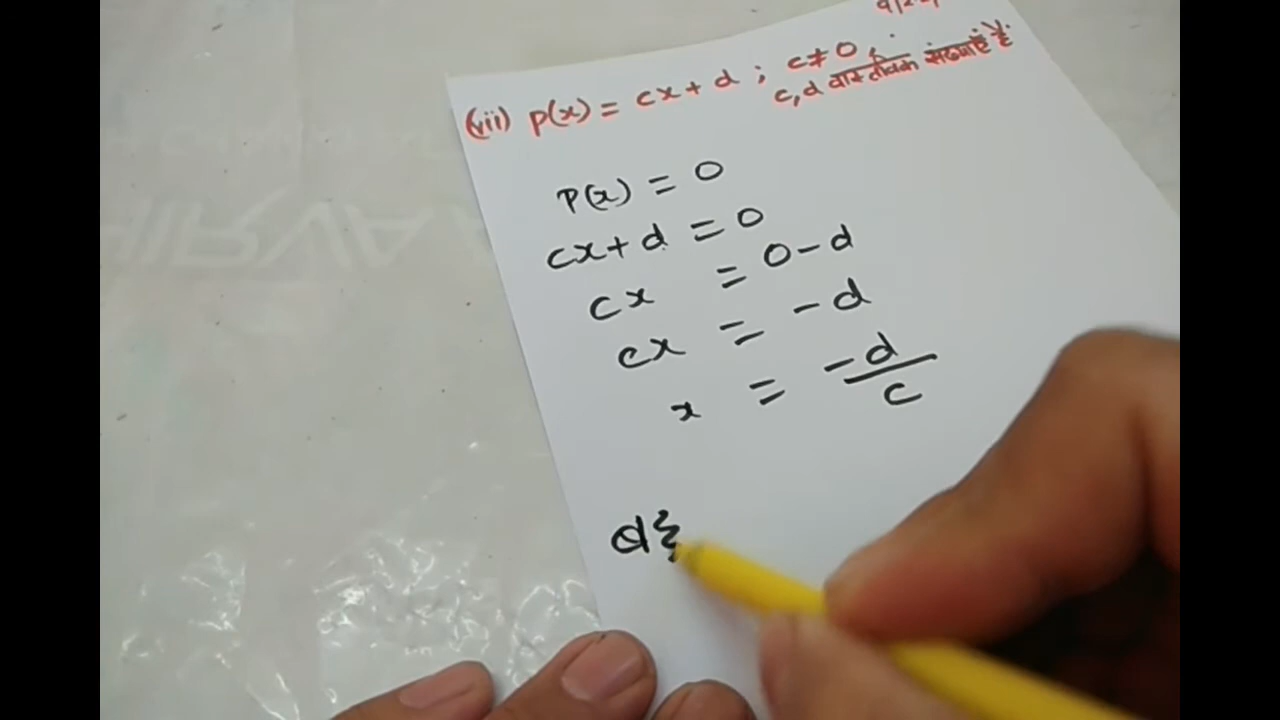 (vii) p(x) = cx + d ; c ≠ 0,
c, d वास्तविक संख्याएँ हैं
P(x) = 0
cx + d = 0
cx = 0 - d
cx = - d
x = -d/c